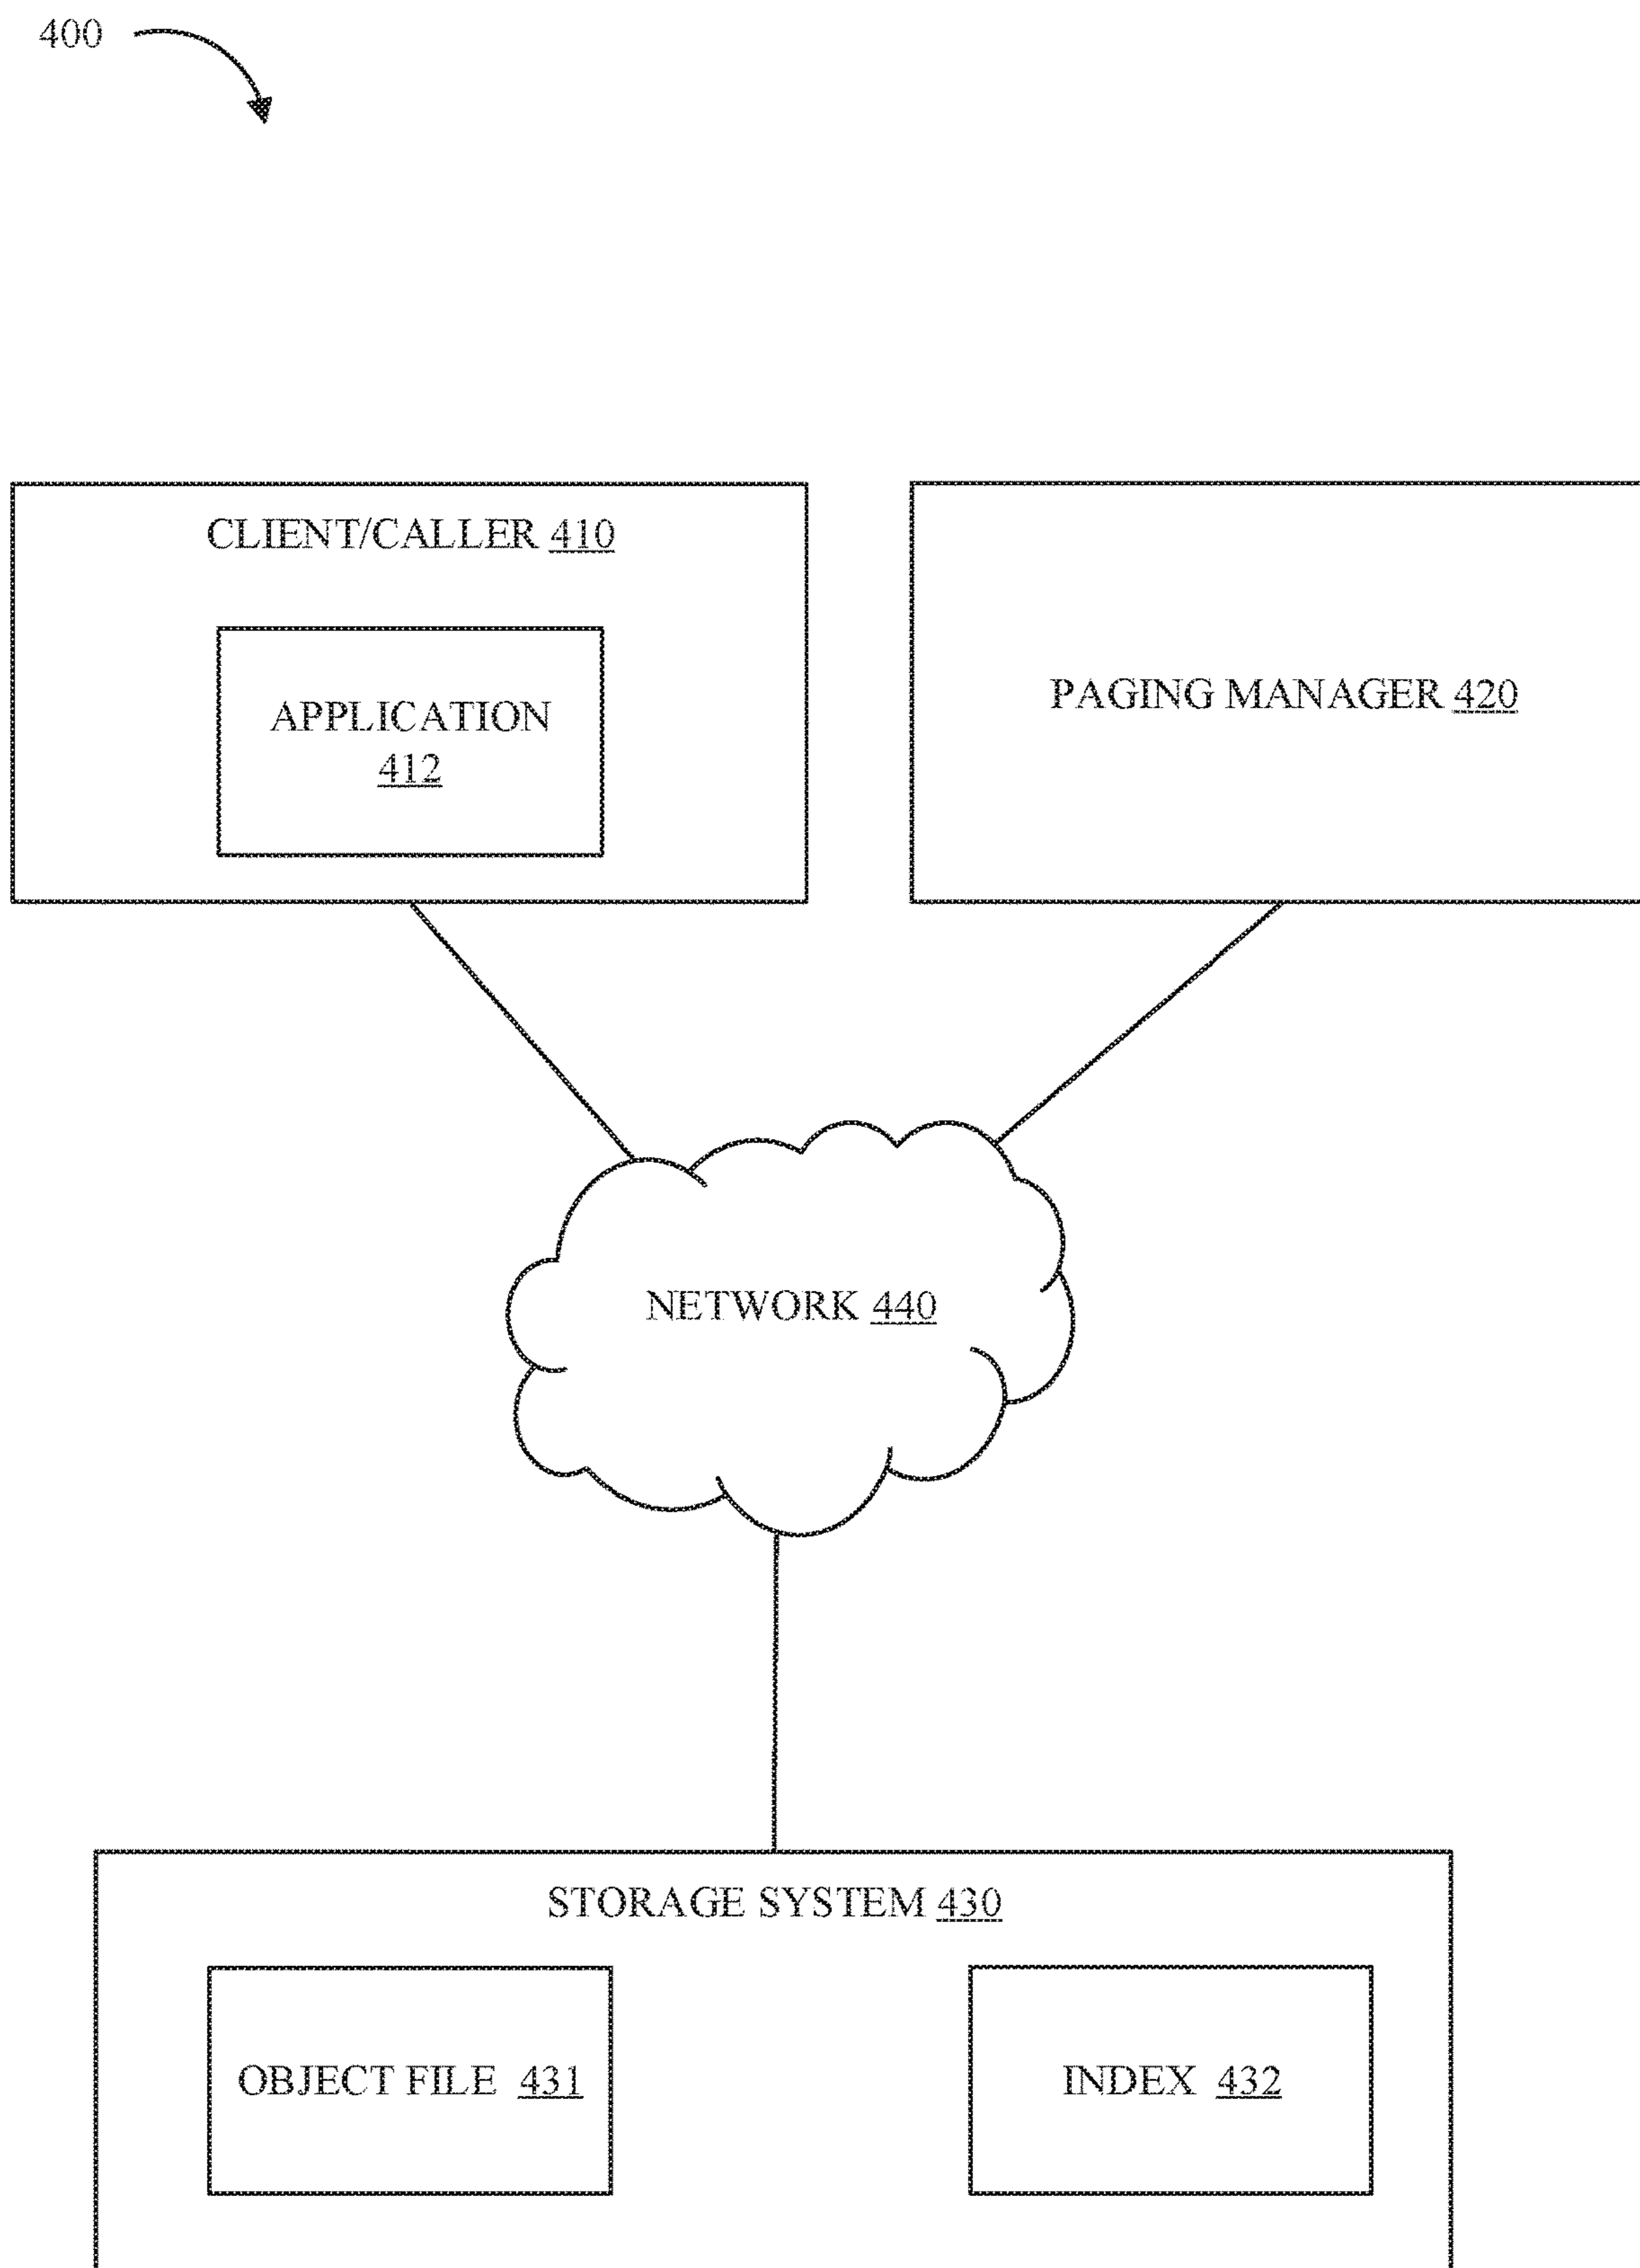 400
CLIENT/CALLER 410
APPLICATION
412
PAGING MANAGER 420
NETWORK 440
STORAGE SYSTEM 430
OBJECT FILE 431
INDEX 432